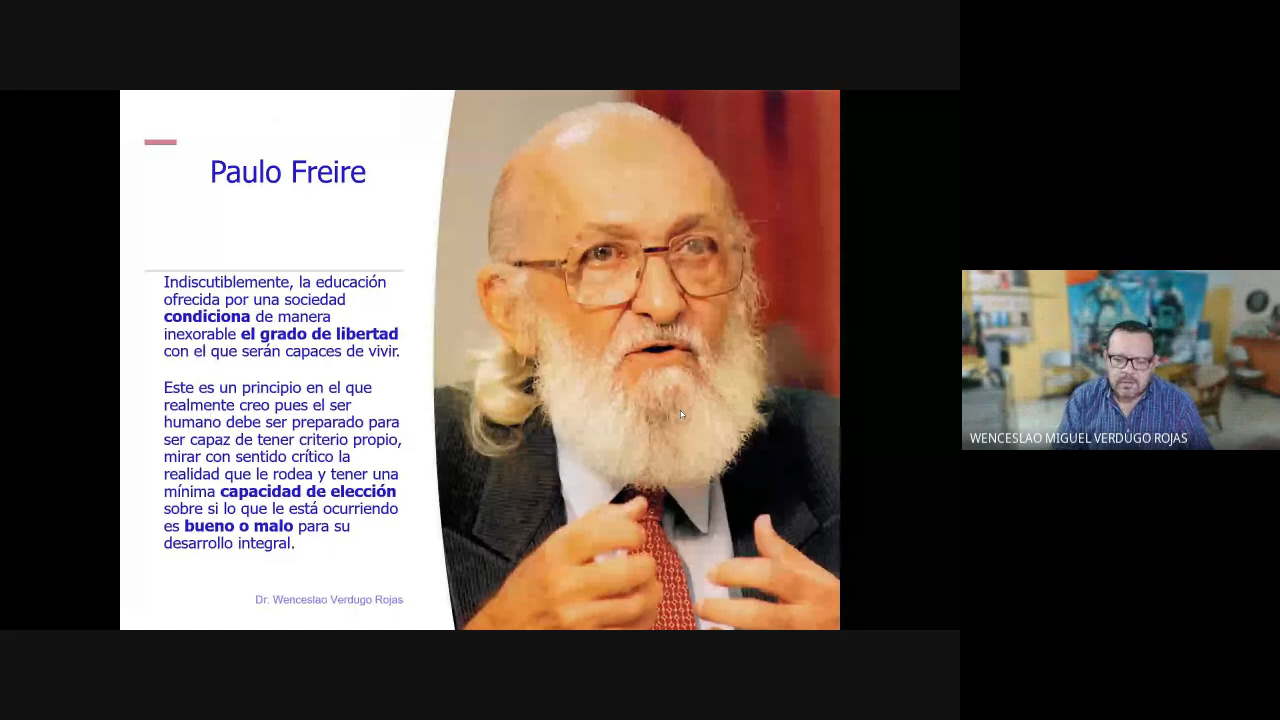 Paulo Freire
Indiscutiblemente, la educación
ofrecida por una sociedad
condiciona de manera
inexorable el grado de libertad
con el que serán capaces de vivir.
Este es un principio en el que
realmente creo pues el ser
humano debe ser preparado para
ser capaz de tener criterio propio,
mirar con sentido crítico la
realidad que le rodea y tener una
mínima capacidad de elección
sobre si lo que le está ocurriendo
es bueno o malo para su
desarrollo integral.
Dr. Wenceslao Verdugo Rojas
WENCESLAO MIGUEL VERDUGO ROJAS